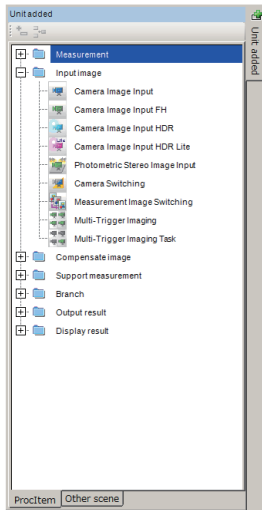 Unit added
Measurement
Input image
Camera Image Input
Camera Image Input FH
Camera Image Input HDR
Camera Image Input HDR Lite
Photometric Stereo Image Input
Camera Switching
Measurement Image Switching
Multi-Trigger Imaging
Multi-Trigger Imaging Task
Compensate image
Support measurement
Branch
Output result
Display result
ProcItem
Other scene
Unit added